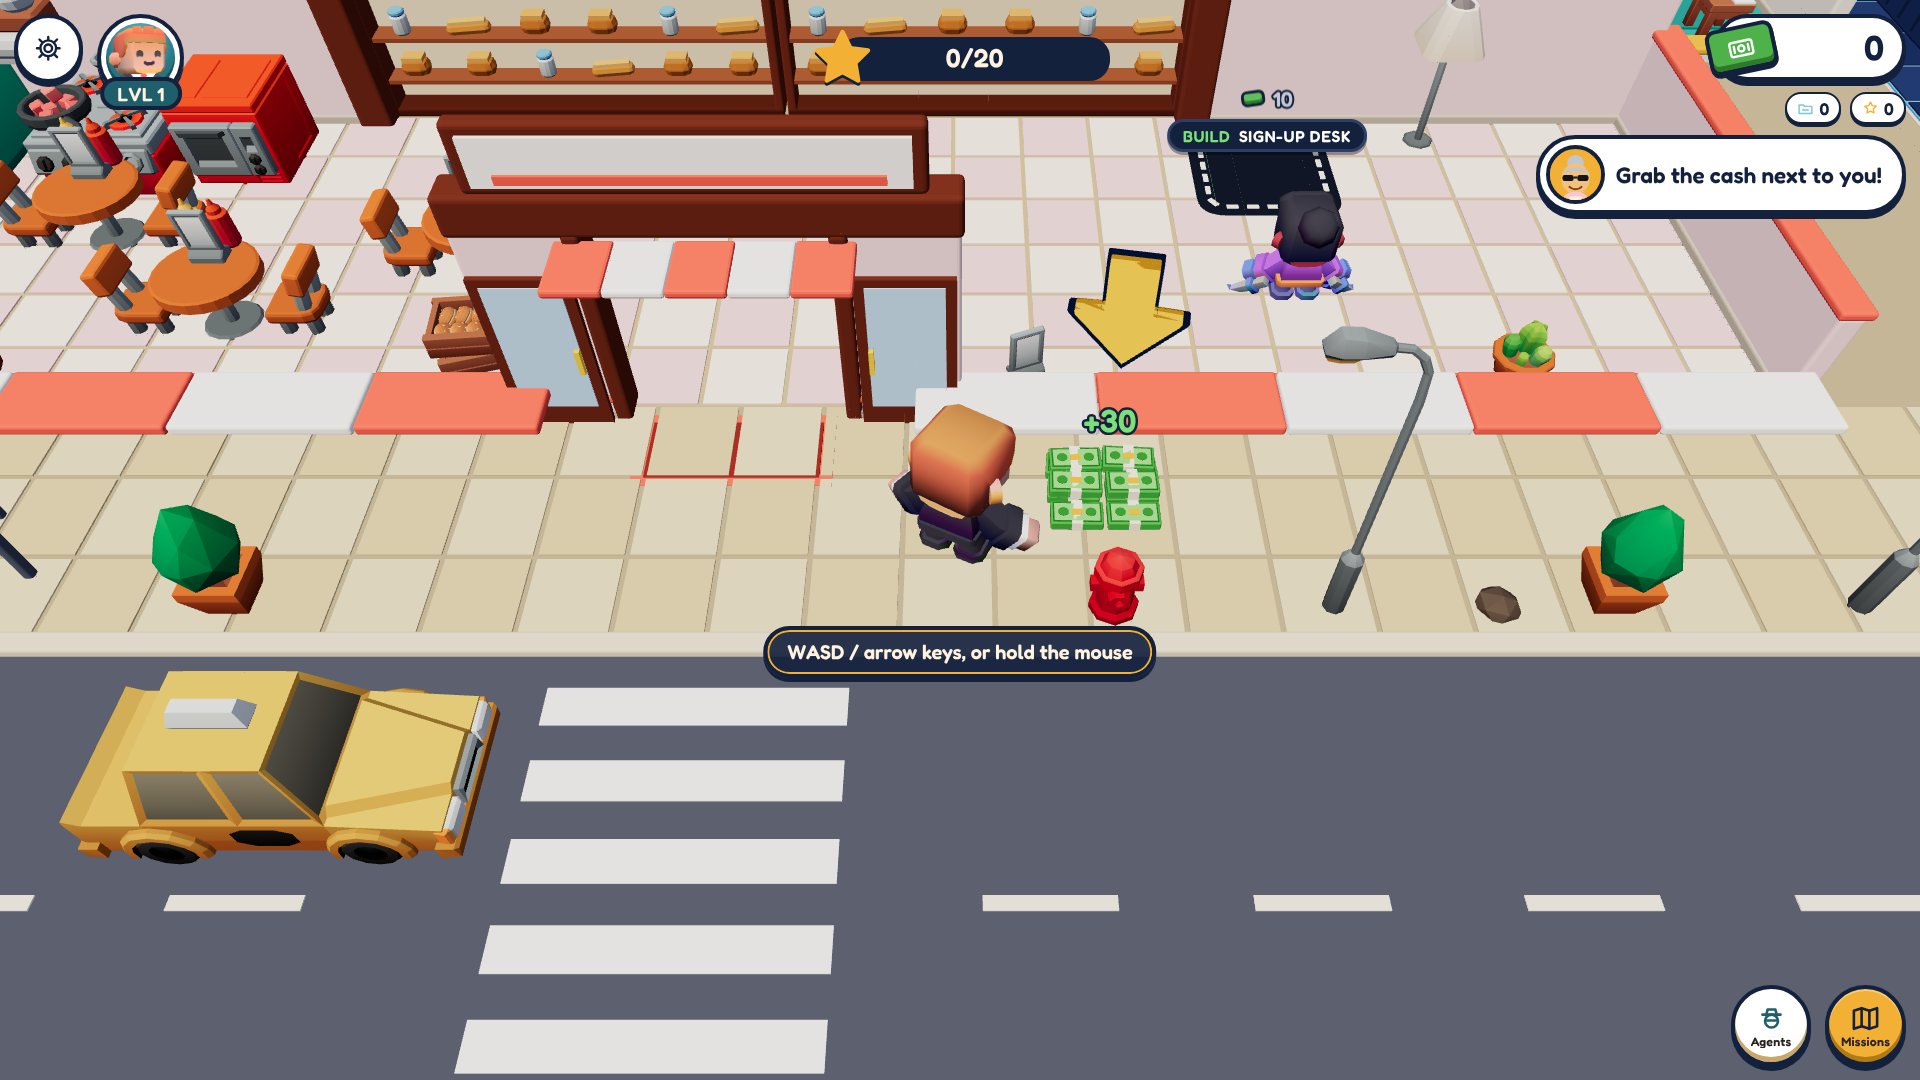 LVL 1
0/20
0
0
0
10
BUILD SIGN-UP DESK
Grab the cash next to you!
+30
WASD / arrow keys, or hold the mouse
Agents
Missions